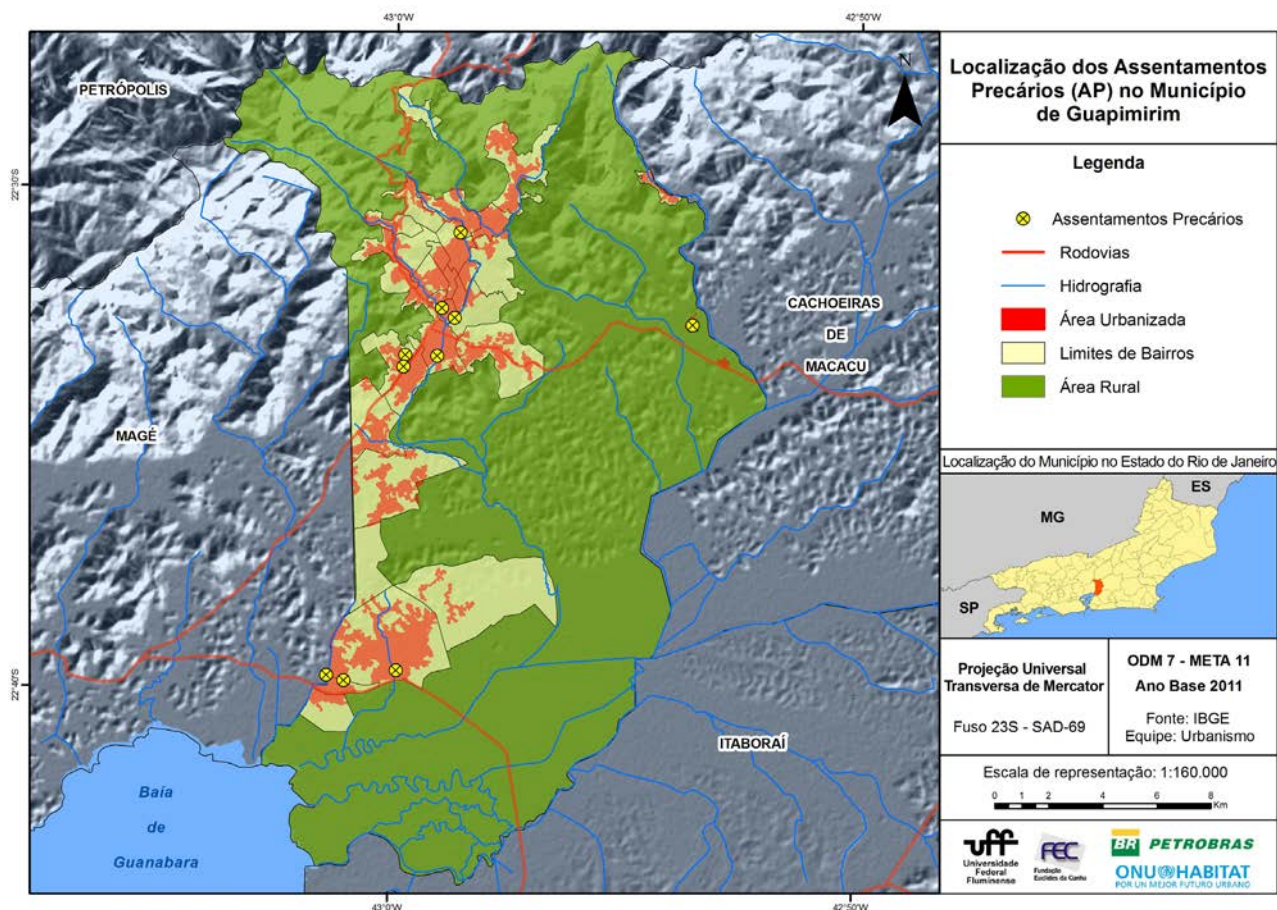 43°0'W
42°50'W
PETRÓPOLIS
N
22°30'S
CACHOEIRAS
DE
MACACU
MAGÉ
22°40'S
ITABORAÍ
Baía
de
Guanabara
43°0'W
42°50'W
Localização dos Assentamentos
Precários (AP) no Município
de Guapimirim
Legenda
Assentamentos Precários
Rodovias
Hidrografia
Área Urbanizada
Limites de Bairros
Área Rural
Localização do Município no Estado do Rio de Janeiro
ES
MG
SP
Projeção Universal
Transversa de Mercator
Fuso 23S - SAD-69
ODM 7 - META 11
Ano Base 2011
Fonte: IBGE
Equipe: Urbanismo
Escala de representação: 1:160.000
0 1 2 4 6 8
Km
uff
Universidade
Federal
Fluminense
FEC
Fundação
Euclides da Cunha
BR PETROBRAS
ONU HABITAT
POR UN MEJOR FUTURO URBANO